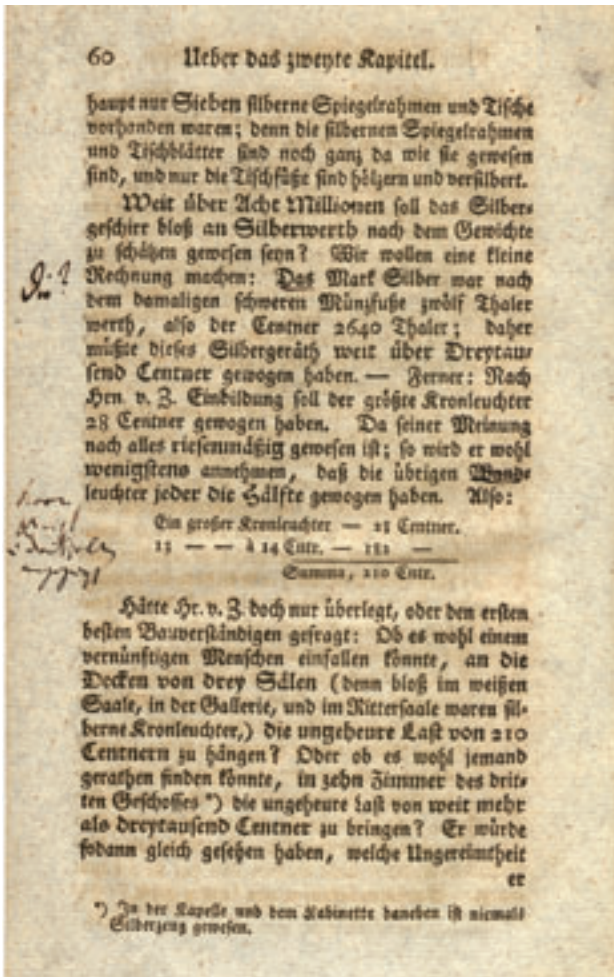 60 Ueber das zweyte Kapitel.
haupt nur Sieben silberne Spiegelrahmen und Tische
vorhanden waren; denn die silbernen Spiegelrahmen
und Tischblätter sind noch ganz da wie sie gewesen
sind, und nur die Tischfüße sind hölzern und versilbert.
Weit über Acht Millionen soll das Silber-
geschirr bloß an Silberwerth nach dem Gewichte
zu schätzen gewesen seyn? Wir wollen eine kleine
Rechnung machen: Das Mark Silber war nach
dem damaligen schweren Münzfuße zwölf Thaler
werth, also der Centner 2640 Thaler; daher
müßte dieses Silbergeräth weit über Dreytau-
send Centner gewogen haben. — Ferner: Nach
Hrn. v. Z. Einbildung soll der größte Kronleuchter
28 Centner gewogen haben. Da seiner Meinung
nach alles riesenmäßig gewesen ist; so wird er wohl
wenigstens annehmen, daß die übrigen Wand-
leuchter jeder die Hälfte gewogen haben. Also:
Ein großer Kronleuchter — 28 Centner.
13 — — à 14 Cntr. — 182 —
Summa, 210 Cntr.
Hätte Hr. v. Z. doch nur überlegt, oder den ersten
besten Bauverständigen gefragt: Ob es wohl einem
vernünftigen Menschen einfallen könnte, an die
Decken von drey Sälen (denn bloß im weißen
Saale, in der Gallerie, und im Rittersaale waren sil-
berne Kronleuchter,) die ungeheure Last von 210
Centnern zu hängen? Oder ob es wohl jemand
gerathen finden könnte, in zehn Zimmer des drit-
ten Geschosses *) die ungeheure Last von weit mehr
als dreytausend Centner zu bringen? Er würde
sodann gleich gesehen haben, welche Ungereimtheit
er
*) In der Kapelle und dem Kabinette daneben ist niemals
Silberzeug gewesen.